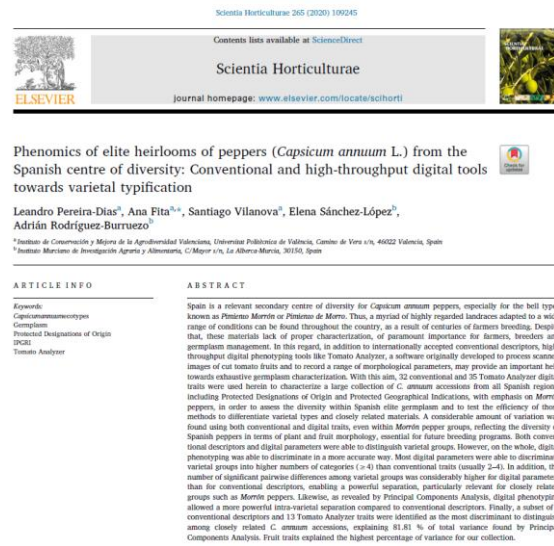 Scientia Horticulturae 265 (2020) 109245
Contents lists available at ScienceDirect
Scientia Horticulturae
journal homepage: www.elsevier.com/locate/scihorti
ELSEVIER
Phenomics of elite heirlooms of peppers (Capsicum annuum L.) from the
Spanish centre of diversity: Conventional and high-throughput digital tools
towards varietal typification
Check for
updates
Leandro Pereira-Dias^a, Ana Fita^a,*, Santiago Vilanova^a, Elena Sánchez-López^b,
Adrián Rodríguez-Burruezo^b
^a Instituto de Conservación y Mejora de la Agrodiversidad Valenciana, Universitat Politècnica de València, Camino de Vera s/n, 46022 Valencia, Spain
^b Instituto Murciano de Investigación Agraria y Alimentaria, C/Mayor s/n, La Alberca-Murcia, 30150, Spain
ARTICLE INFO
Keywords:
Capsicumannuumecotypes
Germplasm
Protected Designations of Origin
IPGRI
Tomato Analyzer
ABSTRACT
Spain is a relevant secondary centre of diversity for Capsicum annuum peppers, especially for the bell type
known as Pimiento Morrón or Pimiento de Morro. Thus, a myriad of highly regarded landraces adapted to a wid
range of conditions can be found throughout the country, as a result of centuries of farmers breeding. Despit
that, these materials lack of proper characterization, of paramount importance for farmers, breeders an
germplasm management. In this regard, in addition to internationally accepted conventional descriptors, high
throughput digital phenotyping tools like Tomato Analyzer, a software originally developed to process scanne
images of cut tomato fruits and to record a range of morphological parameters, may provide an important hel
towards exhaustive germplasm characterization. With this aim, 32 conventional and 35 Tomato Analyzer digit
traits were used herein to characterize a large collection of C. annuum accessions from all Spanish region
including Protected Designations of Origin and Protected Geographical Indications, with emphasis on Morró
peppers, in order to assess the diversity within Spanish elite germplasm and to test the efficiency of thos
methods to differentiate varietal types and closely related materials. A considerable amount of variation wa
found using both conventional and digital traits, even within Morrón pepper groups, reflecting the diversity o
Spanish peppers in terms of plant and fruit morphology, essential for future breeding programs. Both conven
tional descriptors and digital parameters were able to distinguish varietal groups. However, on the whole, digita
phenotyping was able to discriminate in a more accurate way. Most digital parameters were able to discriminat
varietal groups into higher numbers of categories (≥4) than conventional traits (usually 2–4). In addition, th
number of significant pairwise differences among varietal groups was considerably higher for digital parameter
than for conventional descriptors, enabling a powerful separation, particularly relevant for closely relate
groups such as Morrón peppers. Likewise, as revealed by Principal Components Analysis, digital phenotypin
allowed a more powerful intra-varietal separation compared to conventional descriptors. Finally, a subset of
conventional descriptors and 13 Tomato Analyzer traits were identified as the most discriminant to distinguis
among closely related C. annuum accessions, explaining 81.81 % of total variance found by Principa
Components Analysis. Fruit traits explained the highest percentage of variance for our collection.